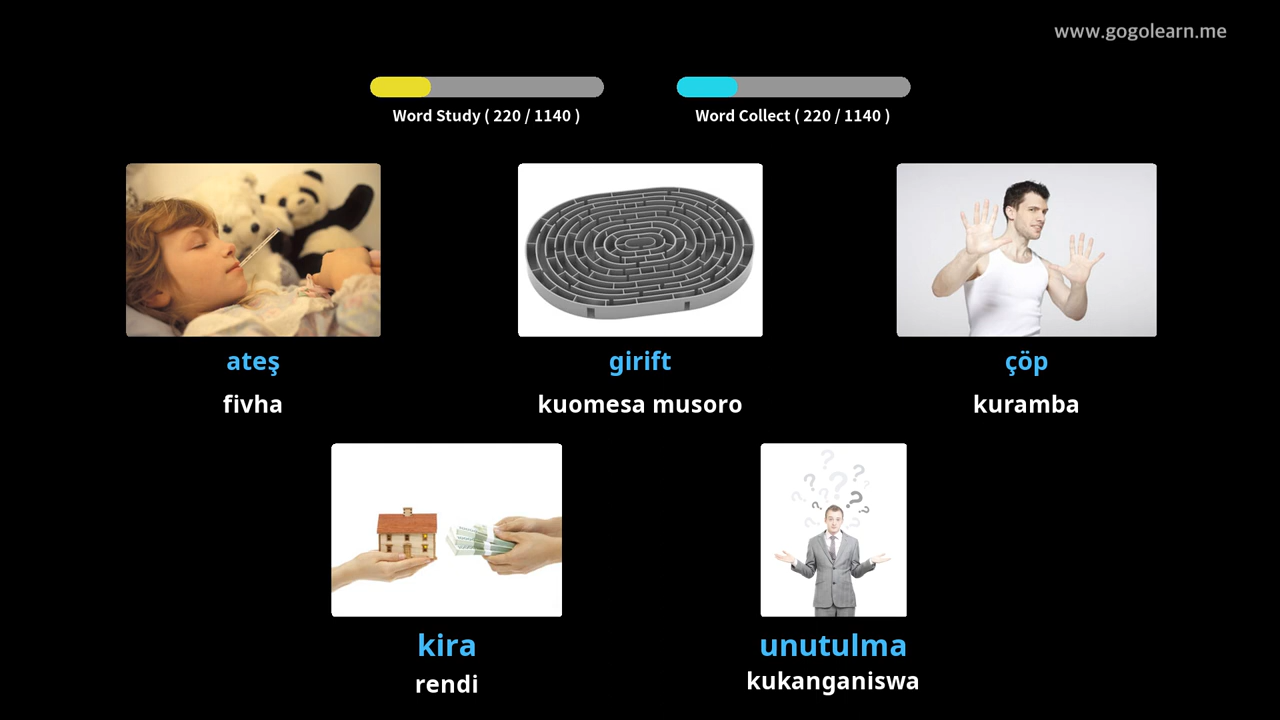 www.gogolearn.me
Word Study ( 220 / 1140 )
Word Collect ( 220 / 1140 )
ateş
girift
çöp
fivha
kuomesa musoro
kuramba
kira
unutulma
rendi
kukanganiswa